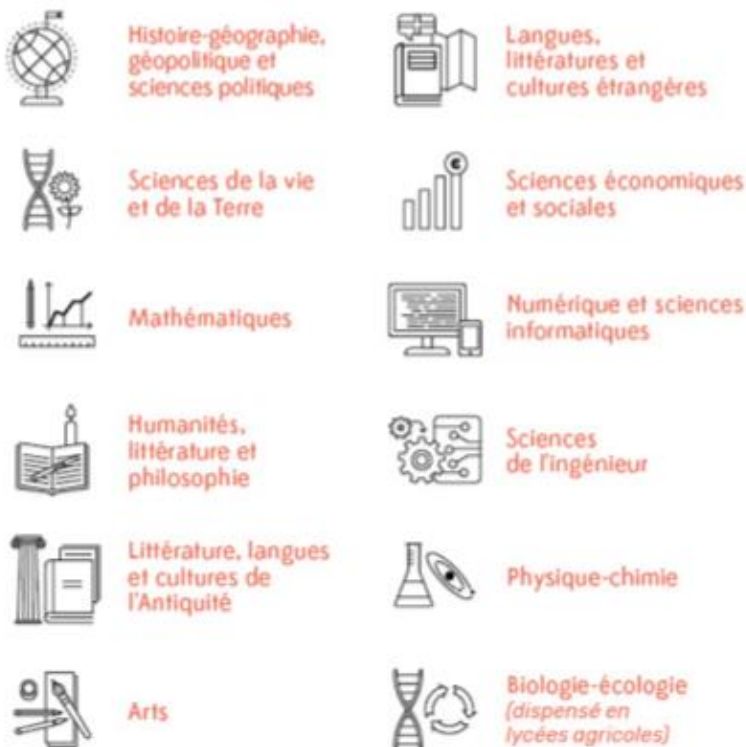 Histoire-géographie,
géopolitique et
sciences politiques
Langues,
littératures et
cultures étrangères
Sciences de la vie
et de la Terre
Sciences économiques
et sociales
Mathématiques
Numérique et sciences
informatiques
Humanités,
littérature et
philosophie
Sciences
de l'ingénieur
Littérature, langues
et cultures de
l'Antiquité
Physique-chimie
Arts
Biologie-écologie
(dispensé en
lycées agricoles)